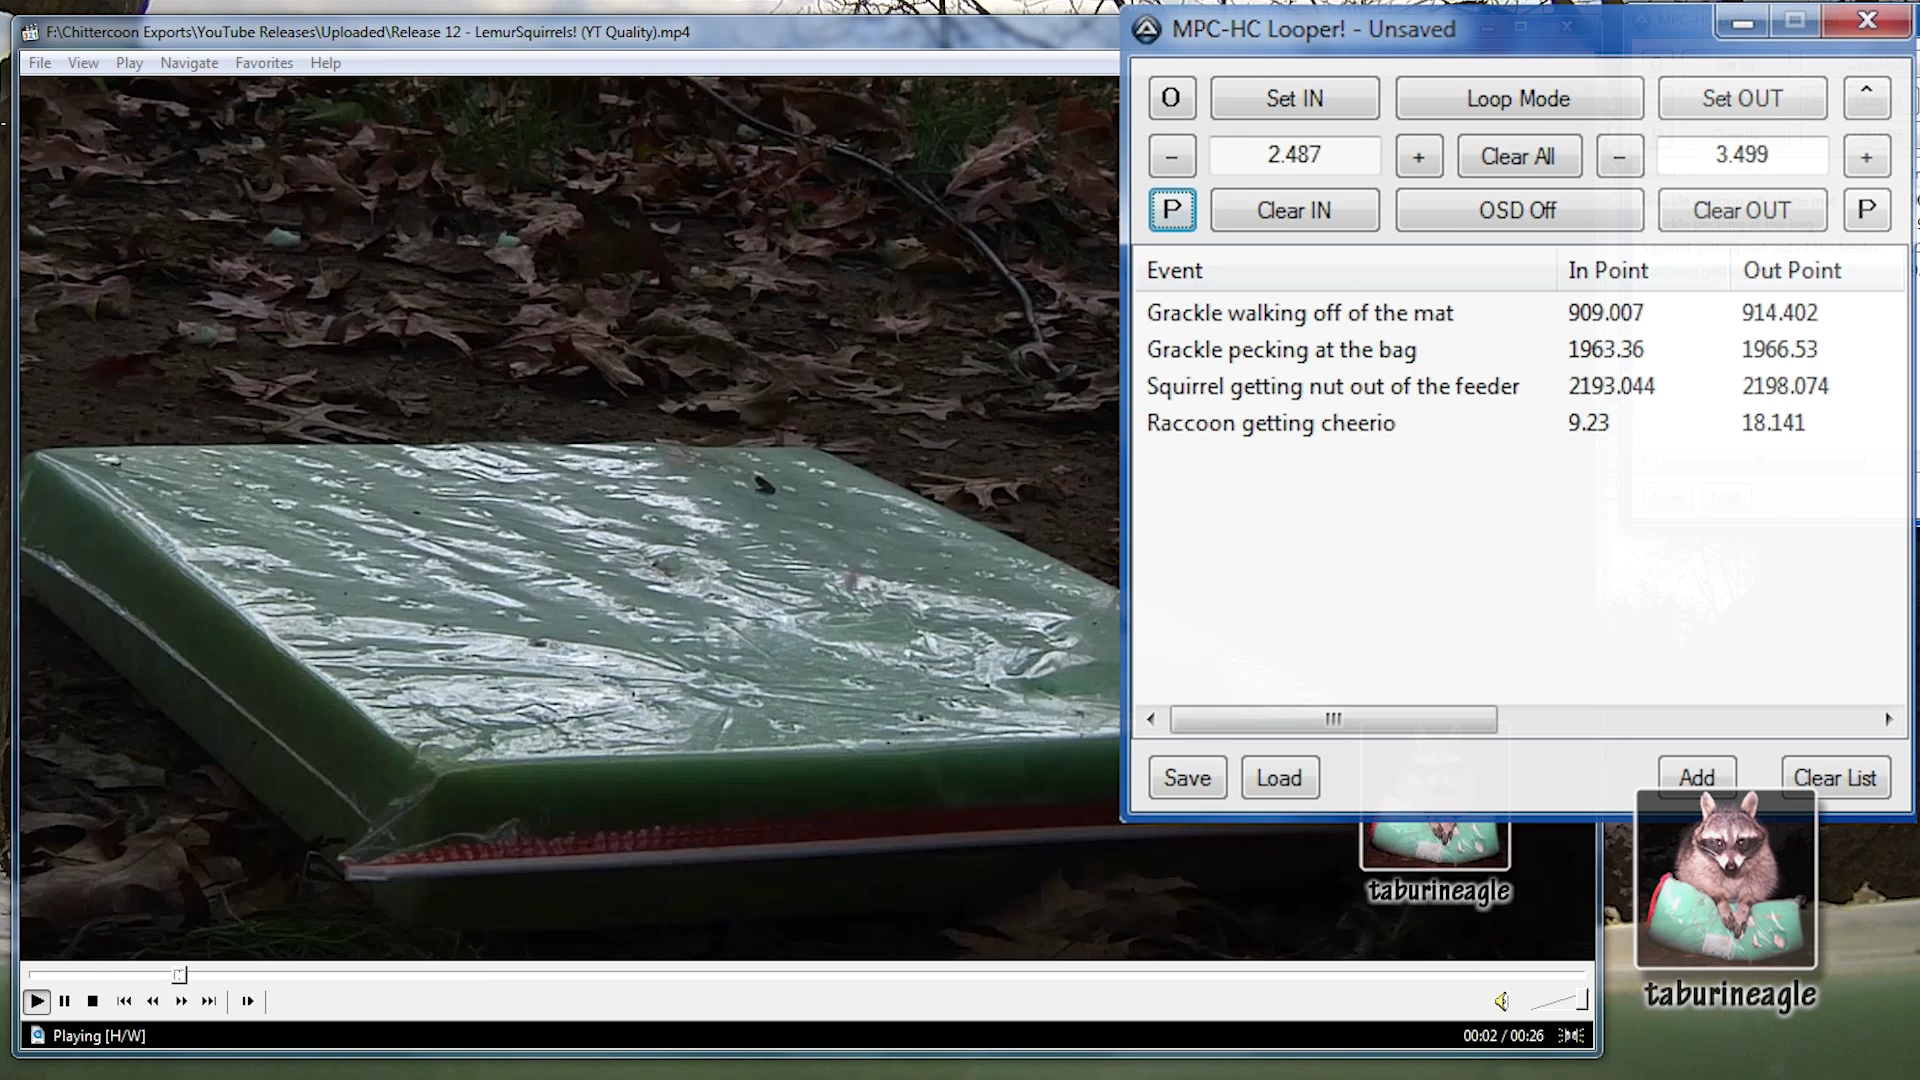 F:\Chittercoon Exports\YouTube Releases\Uploaded\Release 12 - LemurSquirrels! (YT Quality).mp4
File View Play Navigate Favorites Help
MPC-HC Looper! - Unsaved
O Set IN Loop Mode Set OUT ^
- 2.487 + Clear All - 3.499 +
P Clear IN OSD Off Clear OUT P
Event In Point Out Point
Grackle walking off of the mat 909.007 914.402
Grackle pecking at the bag 1963.36 1966.53
Squirrel getting nut out of the feeder 2193.044 2198.074
Raccoon getting cheerio 9.23 18.141
Save Load Add Clear List
taburineagle
taburineagle
Playing [H/W] 00:02 / 00:26